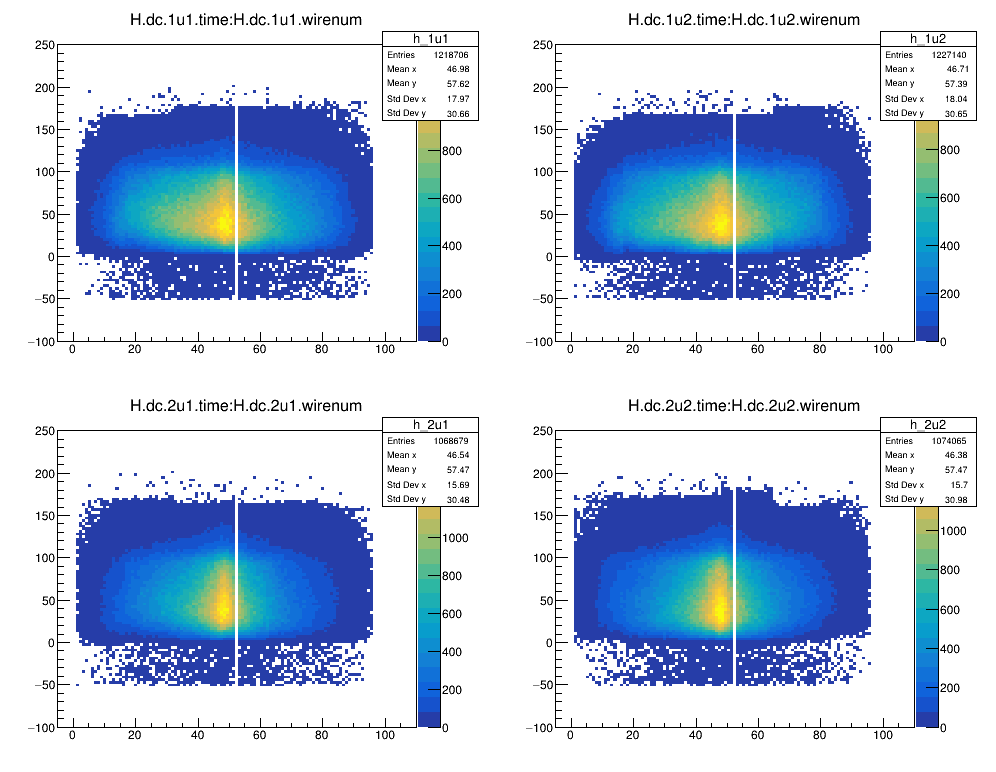 H.dc.1u1.time:H.dc.1u1.wirenum
h_1u1
Entries 1218706
Mean x 46.98
Mean y 57.62
Std Dev x 17.97
Std Dev y 30.66
250
200
150
100
50
0
−50
−100
0 20 40 60 80 100
800
600
400
200
0
H.dc.1u2.time:H.dc.1u2.wirenum
h_1u2
Entries 1227140
Mean x 46.71
Mean y 57.39
Std Dev x 18.04
Std Dev y 30.65
250
200
150
100
50
0
−50
−100
0 20 40 60 80 100
800
600
400
200
0
H.dc.2u1.time:H.dc.2u1.wirenum
h_2u1
Entries 1068679
Mean x 46.54
Mean y 57.47
Std Dev x 15.69
Std Dev y 30.48
250
200
150
100
50
0
−50
−100
0 20 40 60 80 100
1000
800
600
400
200
0
H.dc.2u2.time:H.dc.2u2.wirenum
h_2u2
Entries 1074065
Mean x 46.38
Mean y 57.47
Std Dev x 15.7
Std Dev y 30.98
250
200
150
100
50
0
−50
−100
0 20 40 60 80 100
1000
800
600
400
200
0